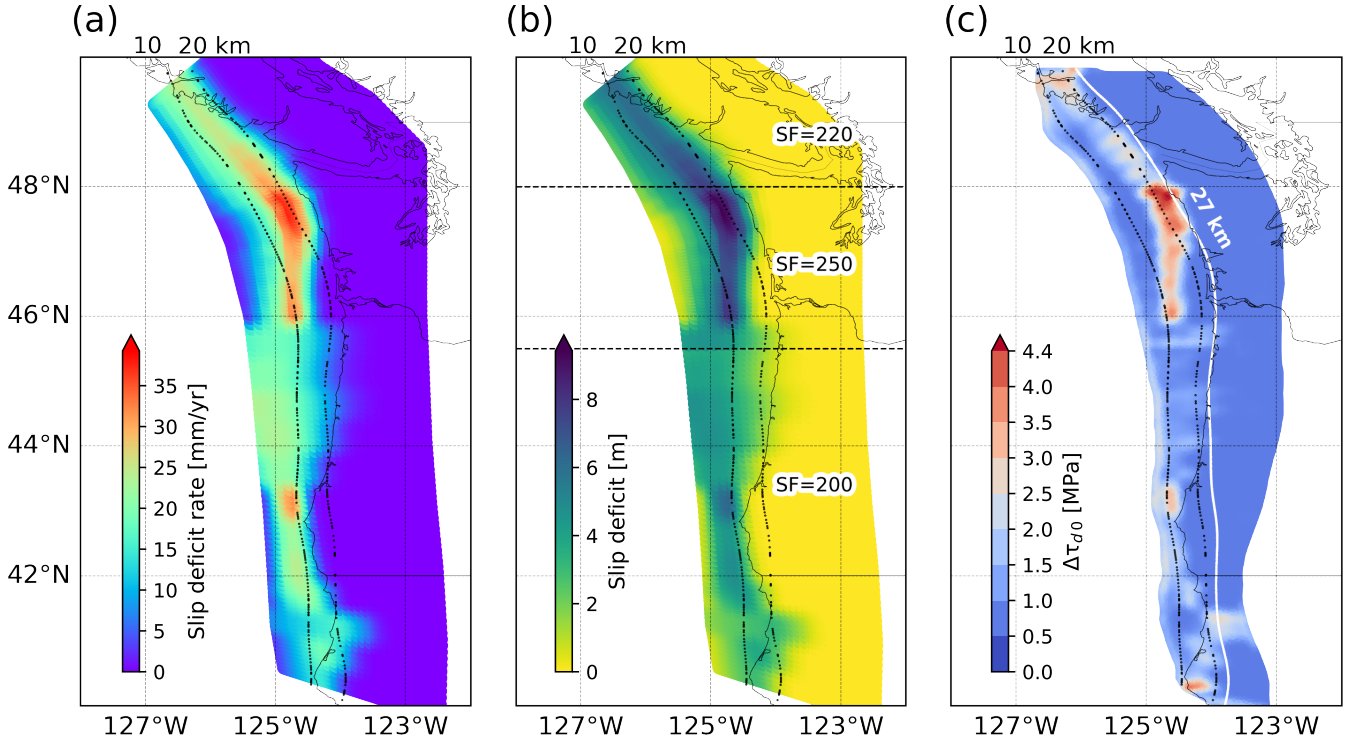 (a)
10 20 km
48°N
46°N
44°N
42°N
35
30
25
20
15
10
5
0
Slip deficit rate [mm/yr]
127°W
125°W
123°W
(b)
10 20 km
SF=220
SF=250
SF=200
8
6
4
2
0
Slip deficit [m]
127°W
125°W
123°W
(c)
10 20 km
27 km
4.4
4.0
3.5
3.0
2.5
2.0
1.5
1.0
0.5
0.0
Δτd0 [MPa]
127°W
125°W
123°W